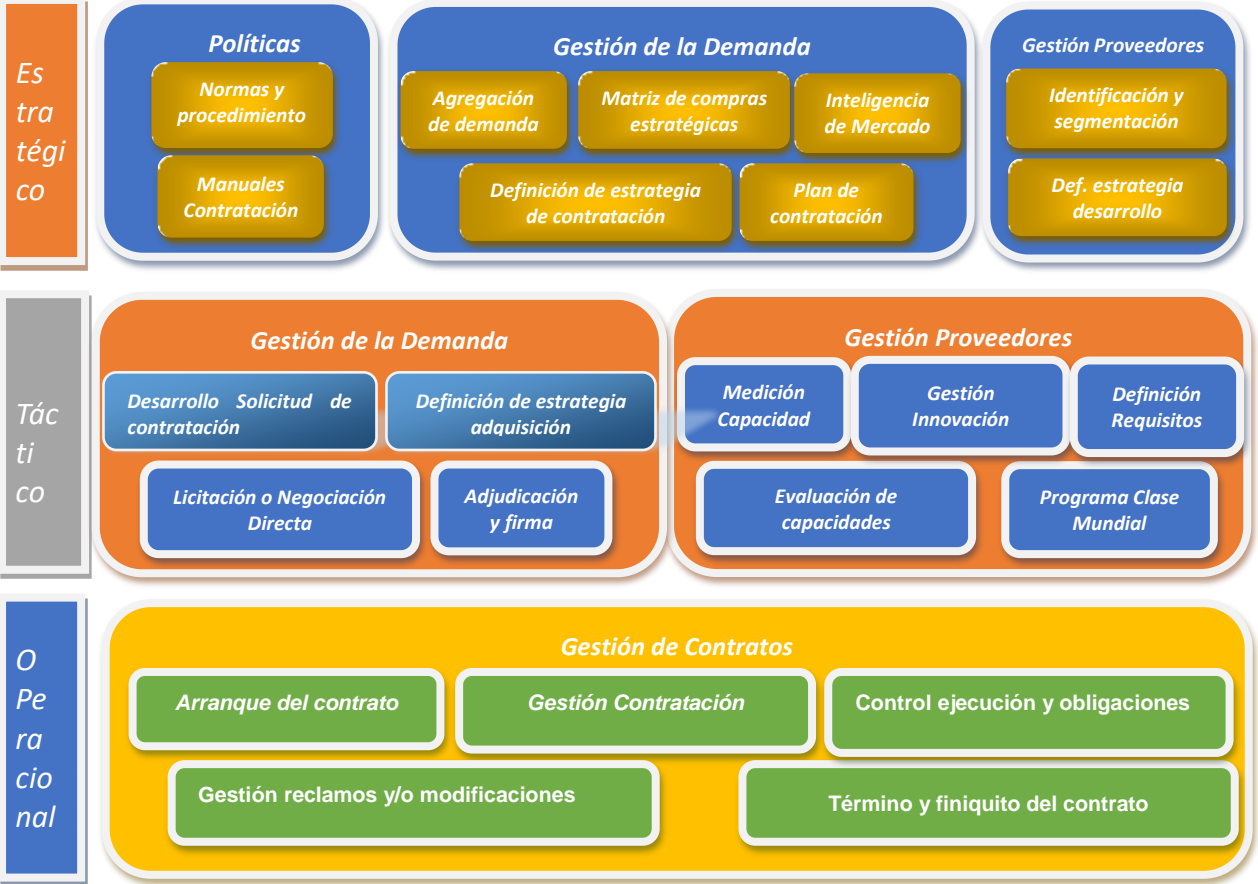 Es
tra
tégi
co
Políticas
Normas y
procedimiento
Manuales
Contratación
Gestión de la Demanda
Agregación
de demanda
Matriz de compras
estratégicas
Inteligencia
de Mercado
Definición de estrategia
de contratación
Plan de
contratación
Gestión Proveedores
Identificación y
segmentación
Def. estrategia
desarrollo
Tác
ti
co
Gestión de la Demanda
Desarrollo Solicitud de
contratación
Definición de estrategia
adquisición
Licitación o Negociación
Directa
Adjudicación
y firma
Gestión Proveedores
Medición
Capacidad
Gestión
Innovación
Definición
Requisitos
Evaluación de
capacidades
Programa Clase
Mundial
O
Pe
ra
cio
nal
Gestión de Contratos
Arranque del contrato
Gestión Contratación
Control ejecución y obligaciones
Gestión reclamos y/o modificaciones
Término y finiquito del contrato